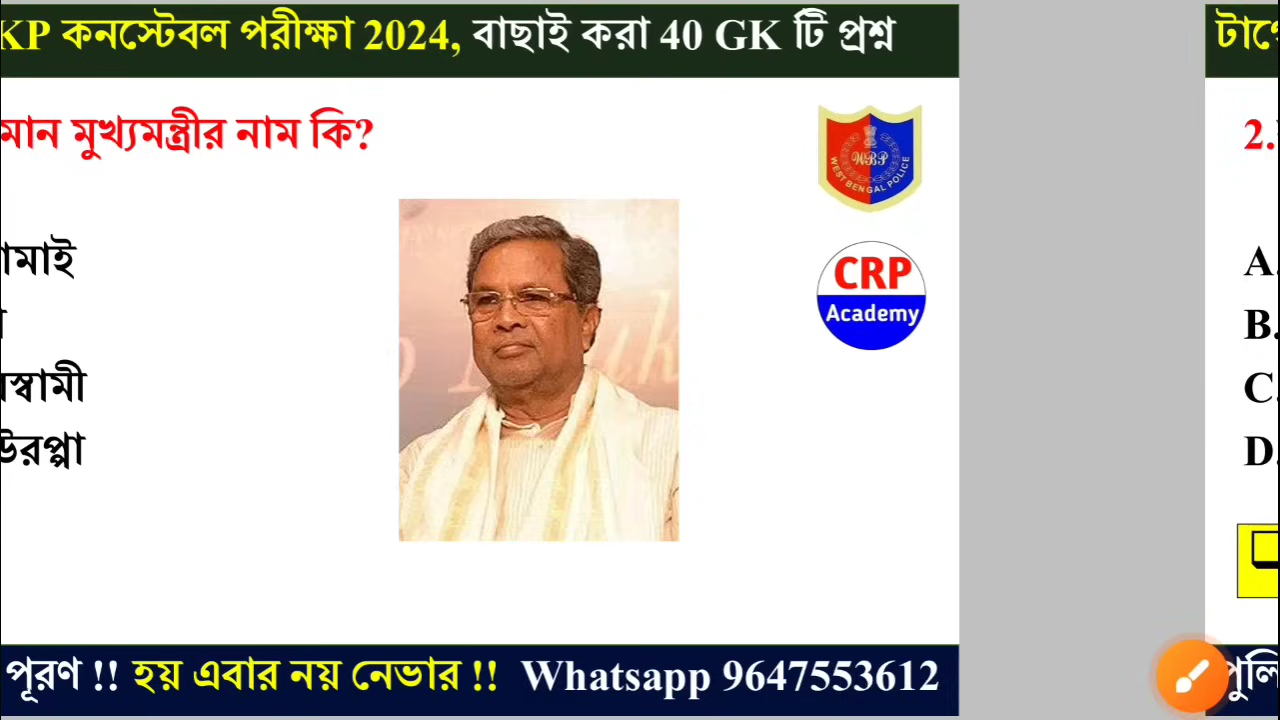 KP কনস্টেবল পরীক্ষা 2024, বাছাই করা 40 GK টি প্রশ্ন
মান মুখ্যমন্ত্রীর নাম কি?
WBP
WEST BENGAL POLICE
CRP
Academy
মাই
স্বামী
উরপ্পা
পূরণ !! হয় এবার নয় নেভার !! Whatsapp 9647553612
টার্গে
2.
A.
B.
C.
D.
পুলি